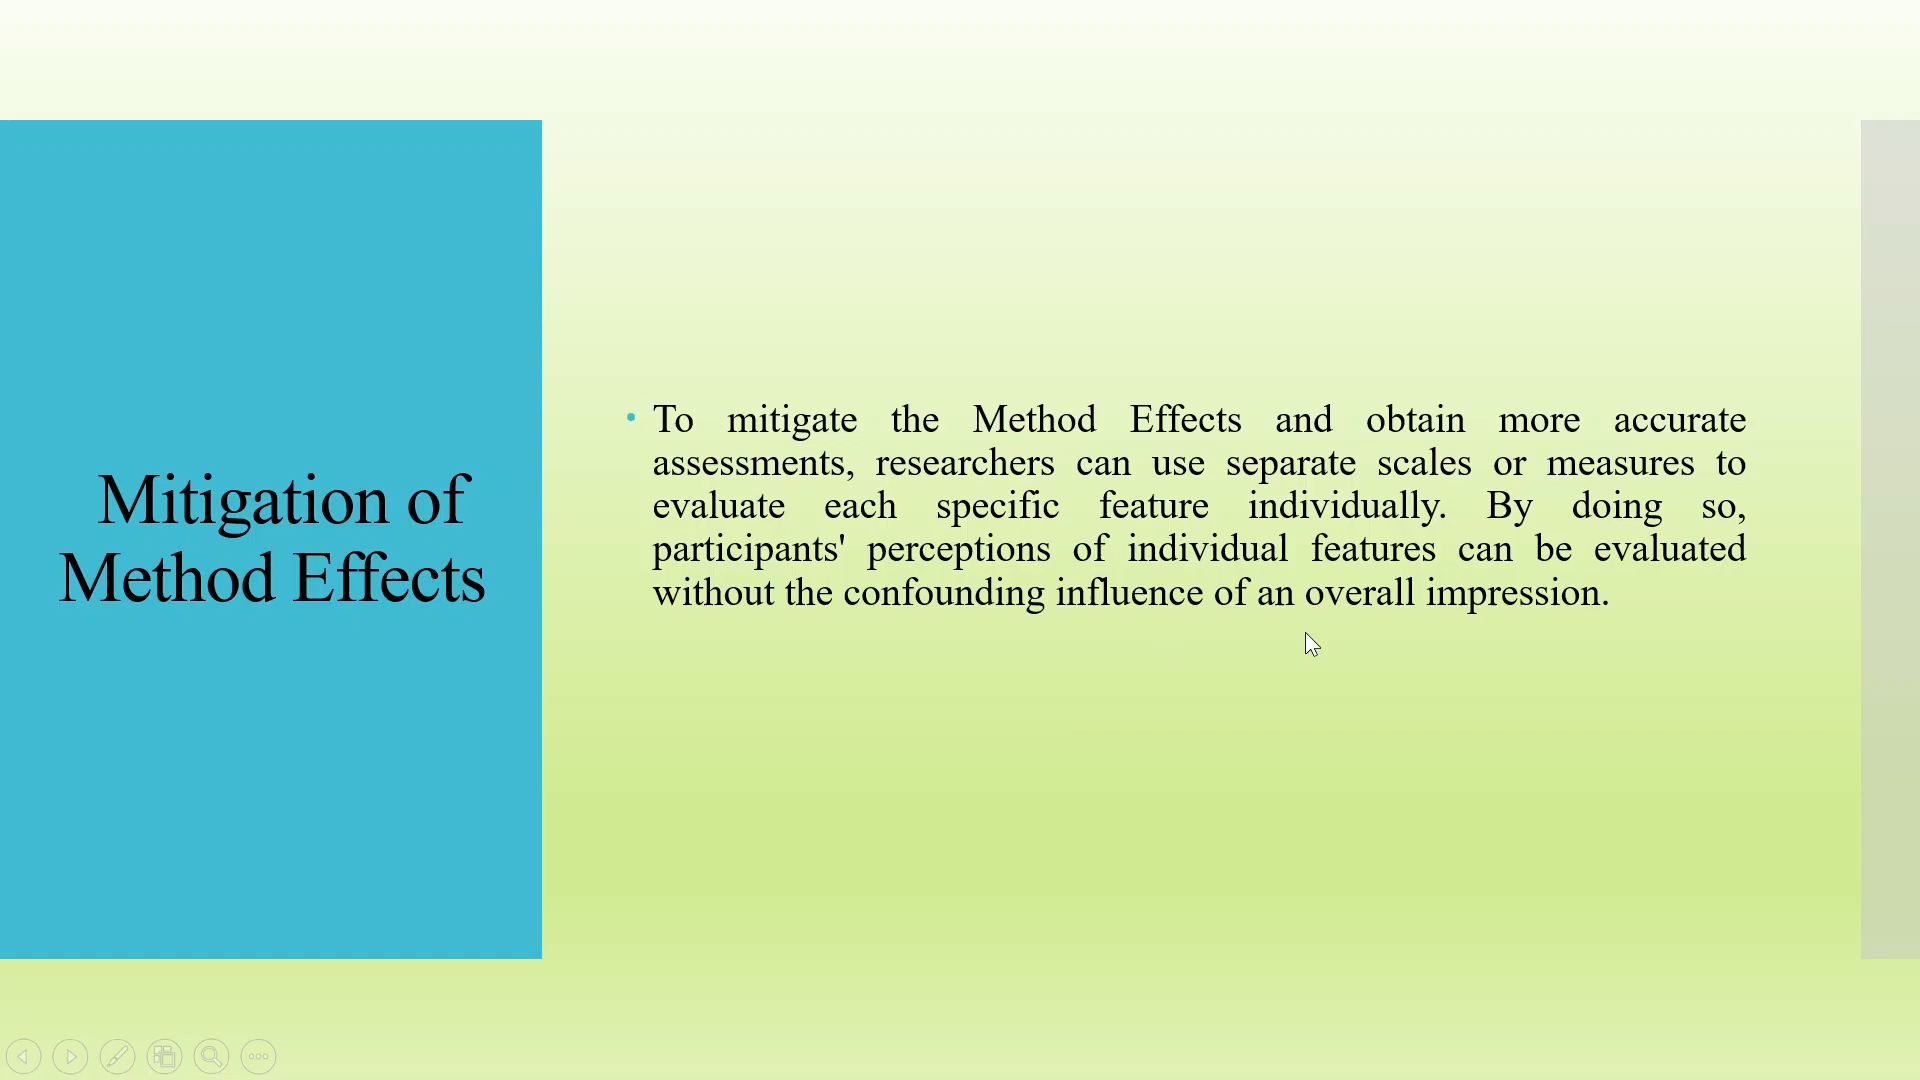 Mitigation of
Method Effects
• To mitigate the Method Effects and obtain more accurate
assessments, researchers can use separate scales or measures to
evaluate each specific feature individually. By doing so,
participants' perceptions of individual features can be evaluated
without the confounding influence of an overall impression.